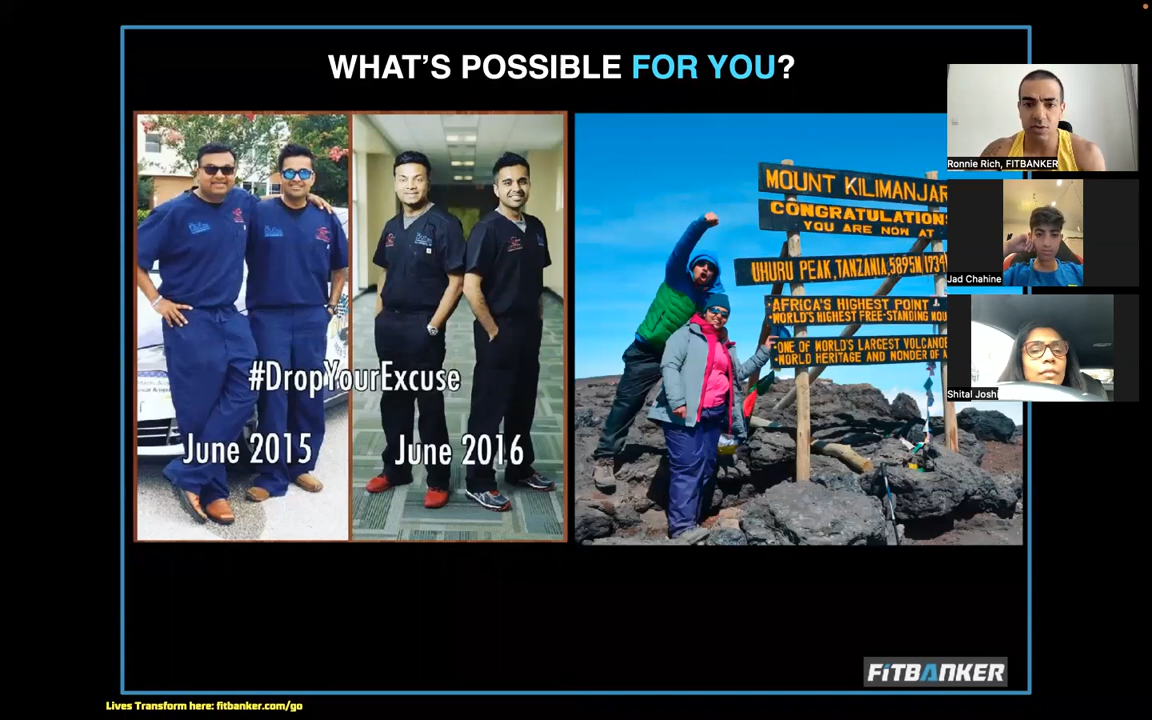 WHAT'S POSSIBLE FOR YOU?
#DropYourExcuse
June 2015
June 2016
MOUNT KILIMANJAR
CONGRATULATION
YOU ARE NOW AT
UHURU PEAK, TANZANIA, 5895M
AFRICA'S HIGHEST POINT
WORLD'S HIGHEST FREE-STANDING MOU
ONE OF WORLD'S LARGEST VOLCANOE
WORLD HERITAGE AND WONDER OF A
Ronnie Rich, FITBANKER
Jad Chahine
Shital Joshi
FiTBANKER
Lives Transform here: fitbanker.com/go